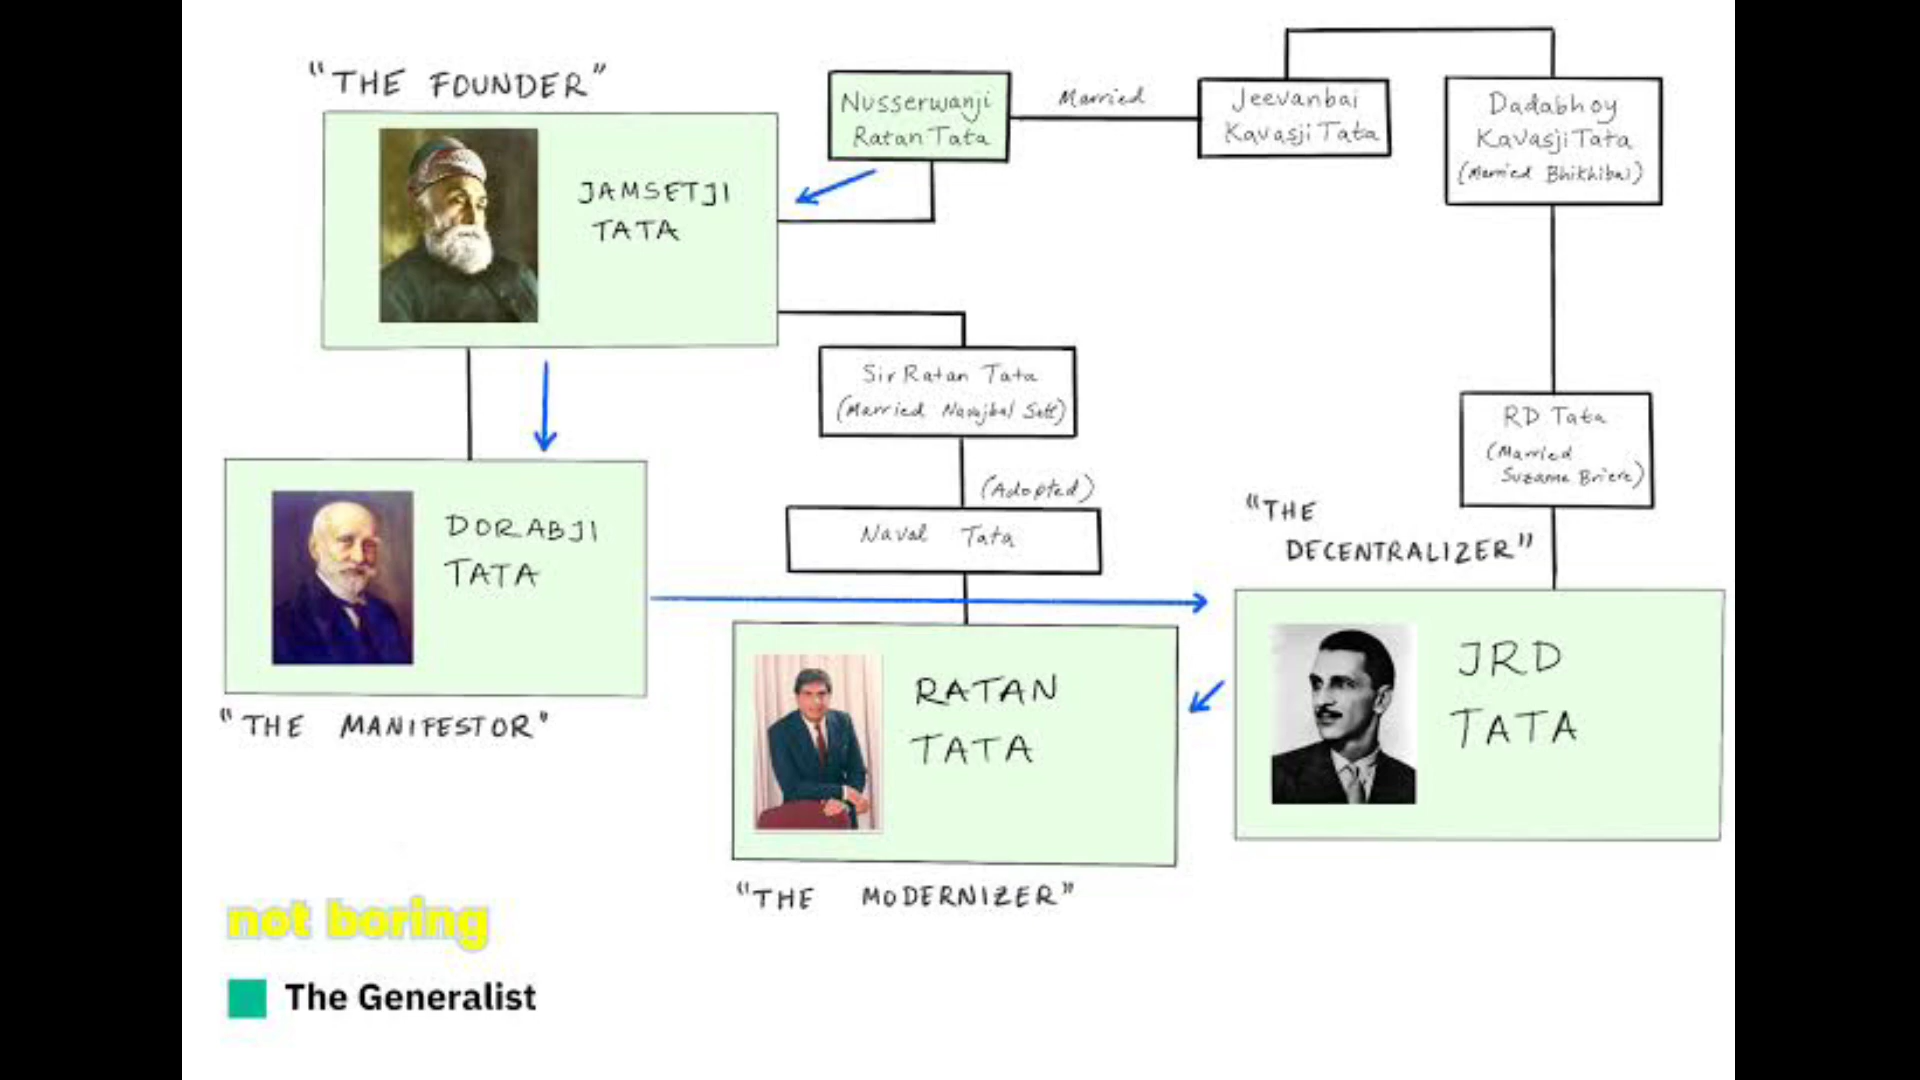 "THE FOUNDER"
JAMSETJI
TATA
Nusserwanji
Ratan Tata
Married
Jeevanbai
Kavasji Tata
Dadabhoy
Kavasji Tata
(Married Bhikhibai)
Sir Ratan Tata
(Married Navajbai Sett)
(Adopted)
Naval Tata
RD Tata
(Married
Suzanne Briere)
DORABJI
TATA
"THE MANIFESTOR"
"THE
DECENTRALIZER"
JRD
TATA
RATAN
TATA
"THE MODERNIZER"
not boring
The Generalist